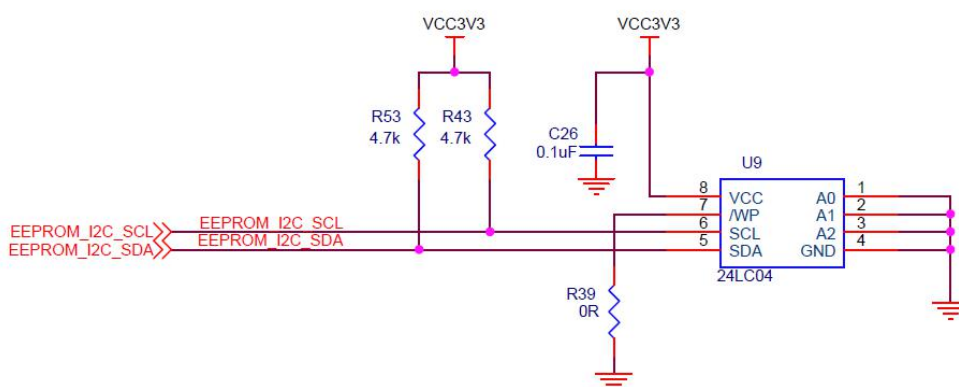 VCC3V3
VCC3V3
R53
4.7k
R43
4.7k
C26
0.1uF
U9
8 VCC A0 1
7 /WP A1 2
6 SCL A2 3
5 SDA GND 4
24LC04
EEPROM_I2C_SCL EEPROM_I2C_SCL
EEPROM_I2C_SDA EEPROM_I2C_SDA
R39
0R